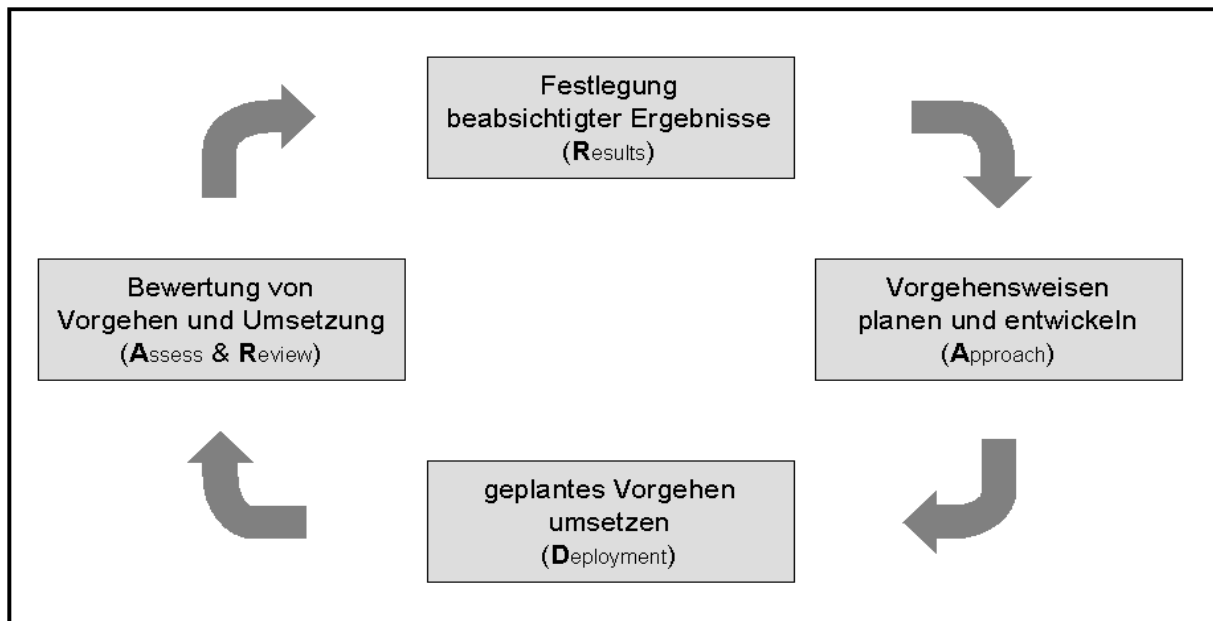 Festlegung
beabsichtigter Ergebnisse
(Results)
Bewertung von
Vorgehen und Umsetzung
(Assess & Review)
Vorgehensweisen
planen und entwickeln
(Approach)
geplantes Vorgehen
umsetzen
(Deployment)